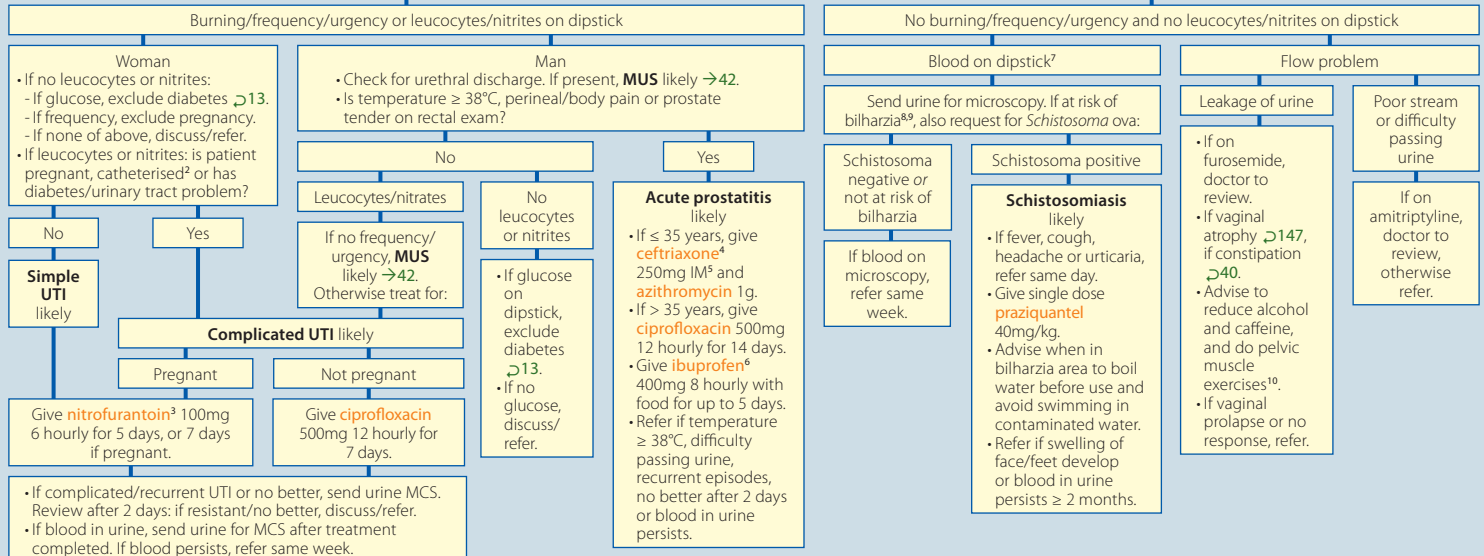 Burning/frequency/urgency or leucocytes/nitrites on dipstick
Woman
• If no leucocytes or nitrites:
- If glucose, exclude diabetes ⮌13.
- If frequency, exclude pregnancy.
- If none of above, discuss/refer.
• If leucocytes or nitrites: is patient
pregnant, catheterised² or has
diabetes/urinary tract problem?
No
Yes
Simple
UTI
likely
Man
• Check for urethral discharge. If present, MUS likely →42.
• Is temperature ≥ 38°C, perineal/body pain or prostate
tender on rectal exam?
No
Yes
Leucocytes/nitrates
If no frequency/
urgency, MUS
likely →42.
Otherwise treat for:
Complicated UTI likely
Pregnant
Not pregnant
Give nitrofurantoin³ 100mg
6 hourly for 5 days, or 7 days
if pregnant.
Give ciprofloxacin
500mg 12 hourly for
7 days.
• If complicated/recurrent UTI or no better, send urine MCS.
Review after 2 days: if resistant/no better, discuss/refer.
• If blood in urine, send urine for MCS after treatment
completed. If blood persists, refer same week.
No
leucocytes
or nitrites
• If glucose
on
dipstick,
exclude
diabetes
⮌13.
• If no
glucose,
discuss/
refer.
Acute prostatitis
likely
• If ≤ 35 years, give
ceftriaxone⁴
250mg IM⁵ and
azithromycin 1g.
• If > 35 years, give
ciprofloxacin 500mg
12 hourly for 14 days.
• Give ibuprofen⁶
400mg 8 hourly with
food for up to 5 days.
• Refer if temperature
≥ 38°C, difficulty
passing urine,
recurrent episodes,
no better after 2 days
or blood in urine
persists.
No burning/frequency/urgency and no leucocytes/nitrites on dipstick
Blood on dipstick⁷
Send urine for microscopy. If at risk of
bilharzia⁸,⁹, also request for Schistosoma ova:
Schistosoma
negative or
not at risk of
bilharzia
If blood on
microscopy,
refer same
week.
Schistosoma positive
Schistosomiasis
likely
• If fever, cough,
headache or urticaria,
refer same day.
• Give single dose
praziquantel
40mg/kg.
• Advise when in
bilharzia area to boil
water before use and
avoid swimming in
contaminated water.
• Refer if swelling of
face/feet develop
or blood in urine
persists ≥ 2 months.
Flow problem
Leakage of urine
• If on
furosemide,
doctor to
review.
• If vaginal
atrophy ⮌147,
if constipation
⮌40.
• Advise to
reduce alcohol
and caffeine,
and do pelvic
muscle
exercises¹⁰.
• If vaginal
prolapse or no
response, refer.
Poor stream
or difficulty
passing
urine
If on
amitriptyline,
doctor to
review,
otherwise
refer.